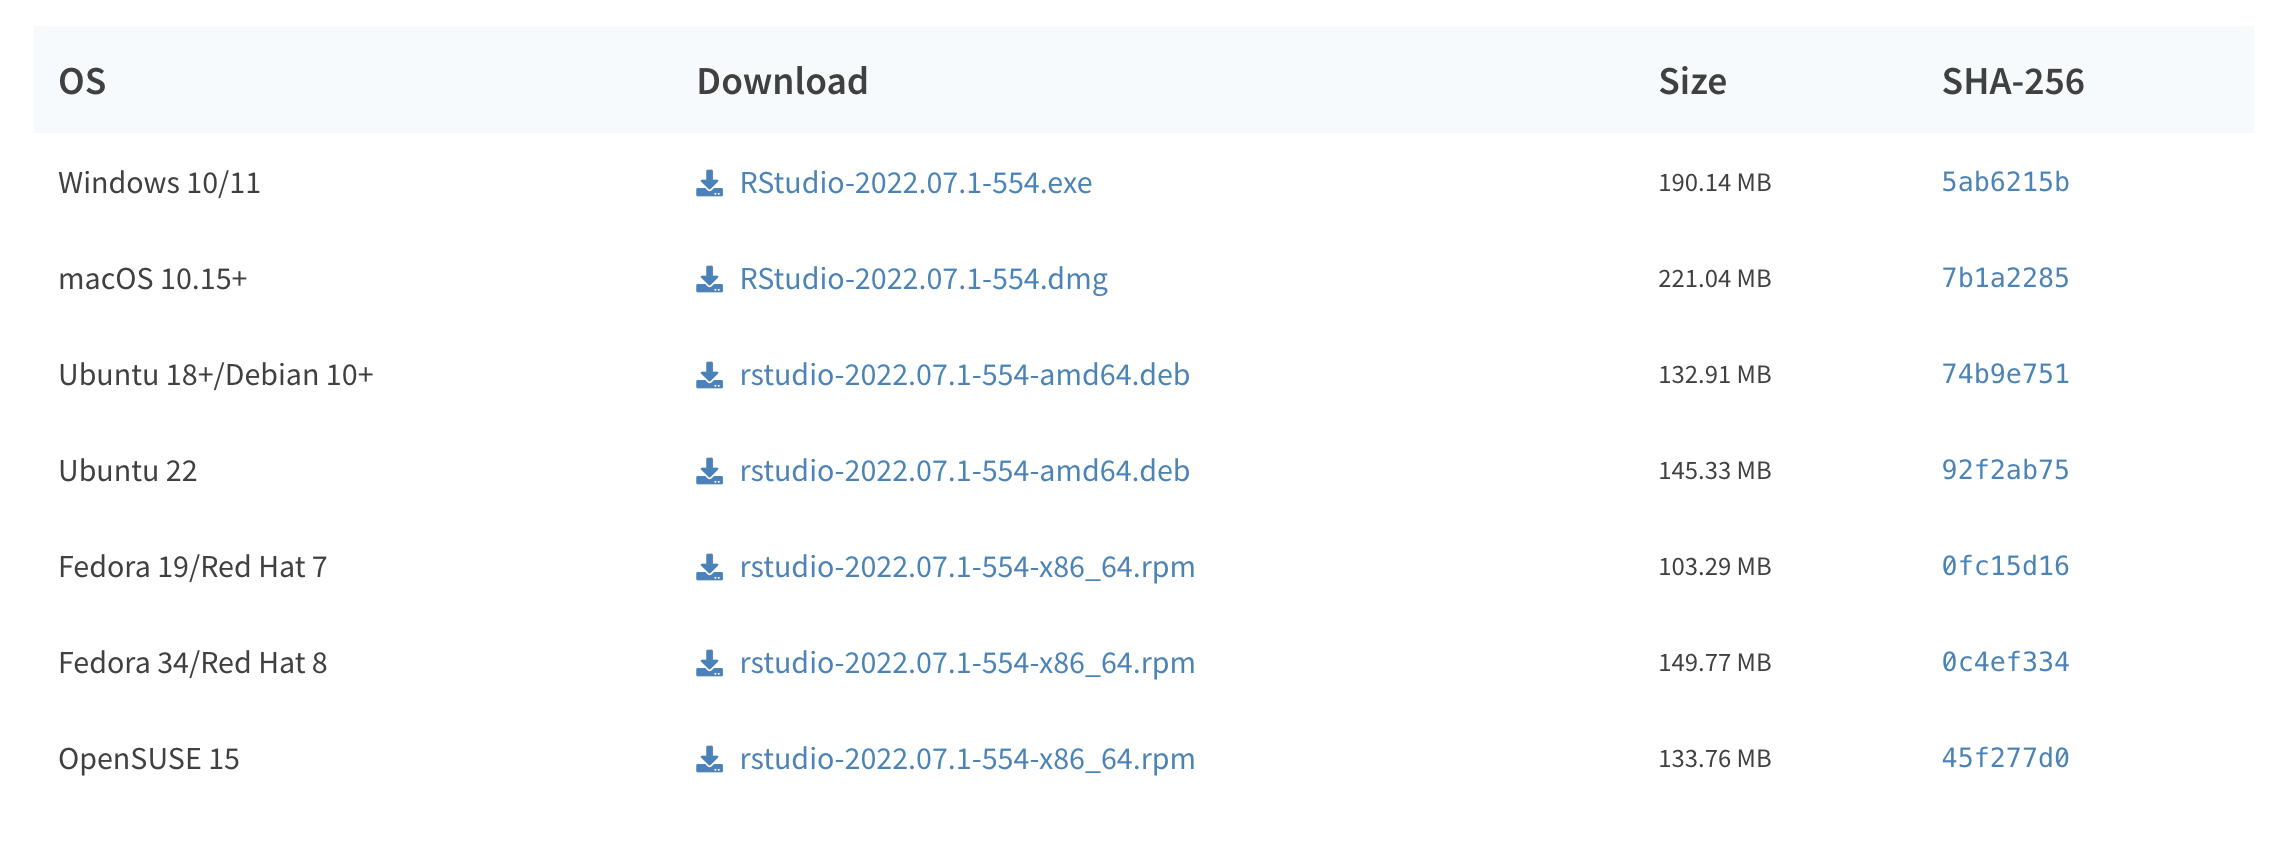 OS Download Size SHA-256
Windows 10/11 RStudio-2022.07.1-554.exe 190.14 MB 5ab6215b
macOS 10.15+ RStudio-2022.07.1-554.dmg 221.04 MB 7b1a2285
Ubuntu 18+/Debian 10+ rstudio-2022.07.1-554-amd64.deb 132.91 MB 74b9e751
Ubuntu 22 rstudio-2022.07.1-554-amd64.deb 145.33 MB 92f2ab75
Fedora 19/Red Hat 7 rstudio-2022.07.1-554-x86_64.rpm 103.29 MB 0fc15d16
Fedora 34/Red Hat 8 rstudio-2022.07.1-554-x86_64.rpm 149.77 MB 0c4ef334
OpenSUSE 15 rstudio-2022.07.1-554-x86_64.rpm 133.76 MB 45f277d0